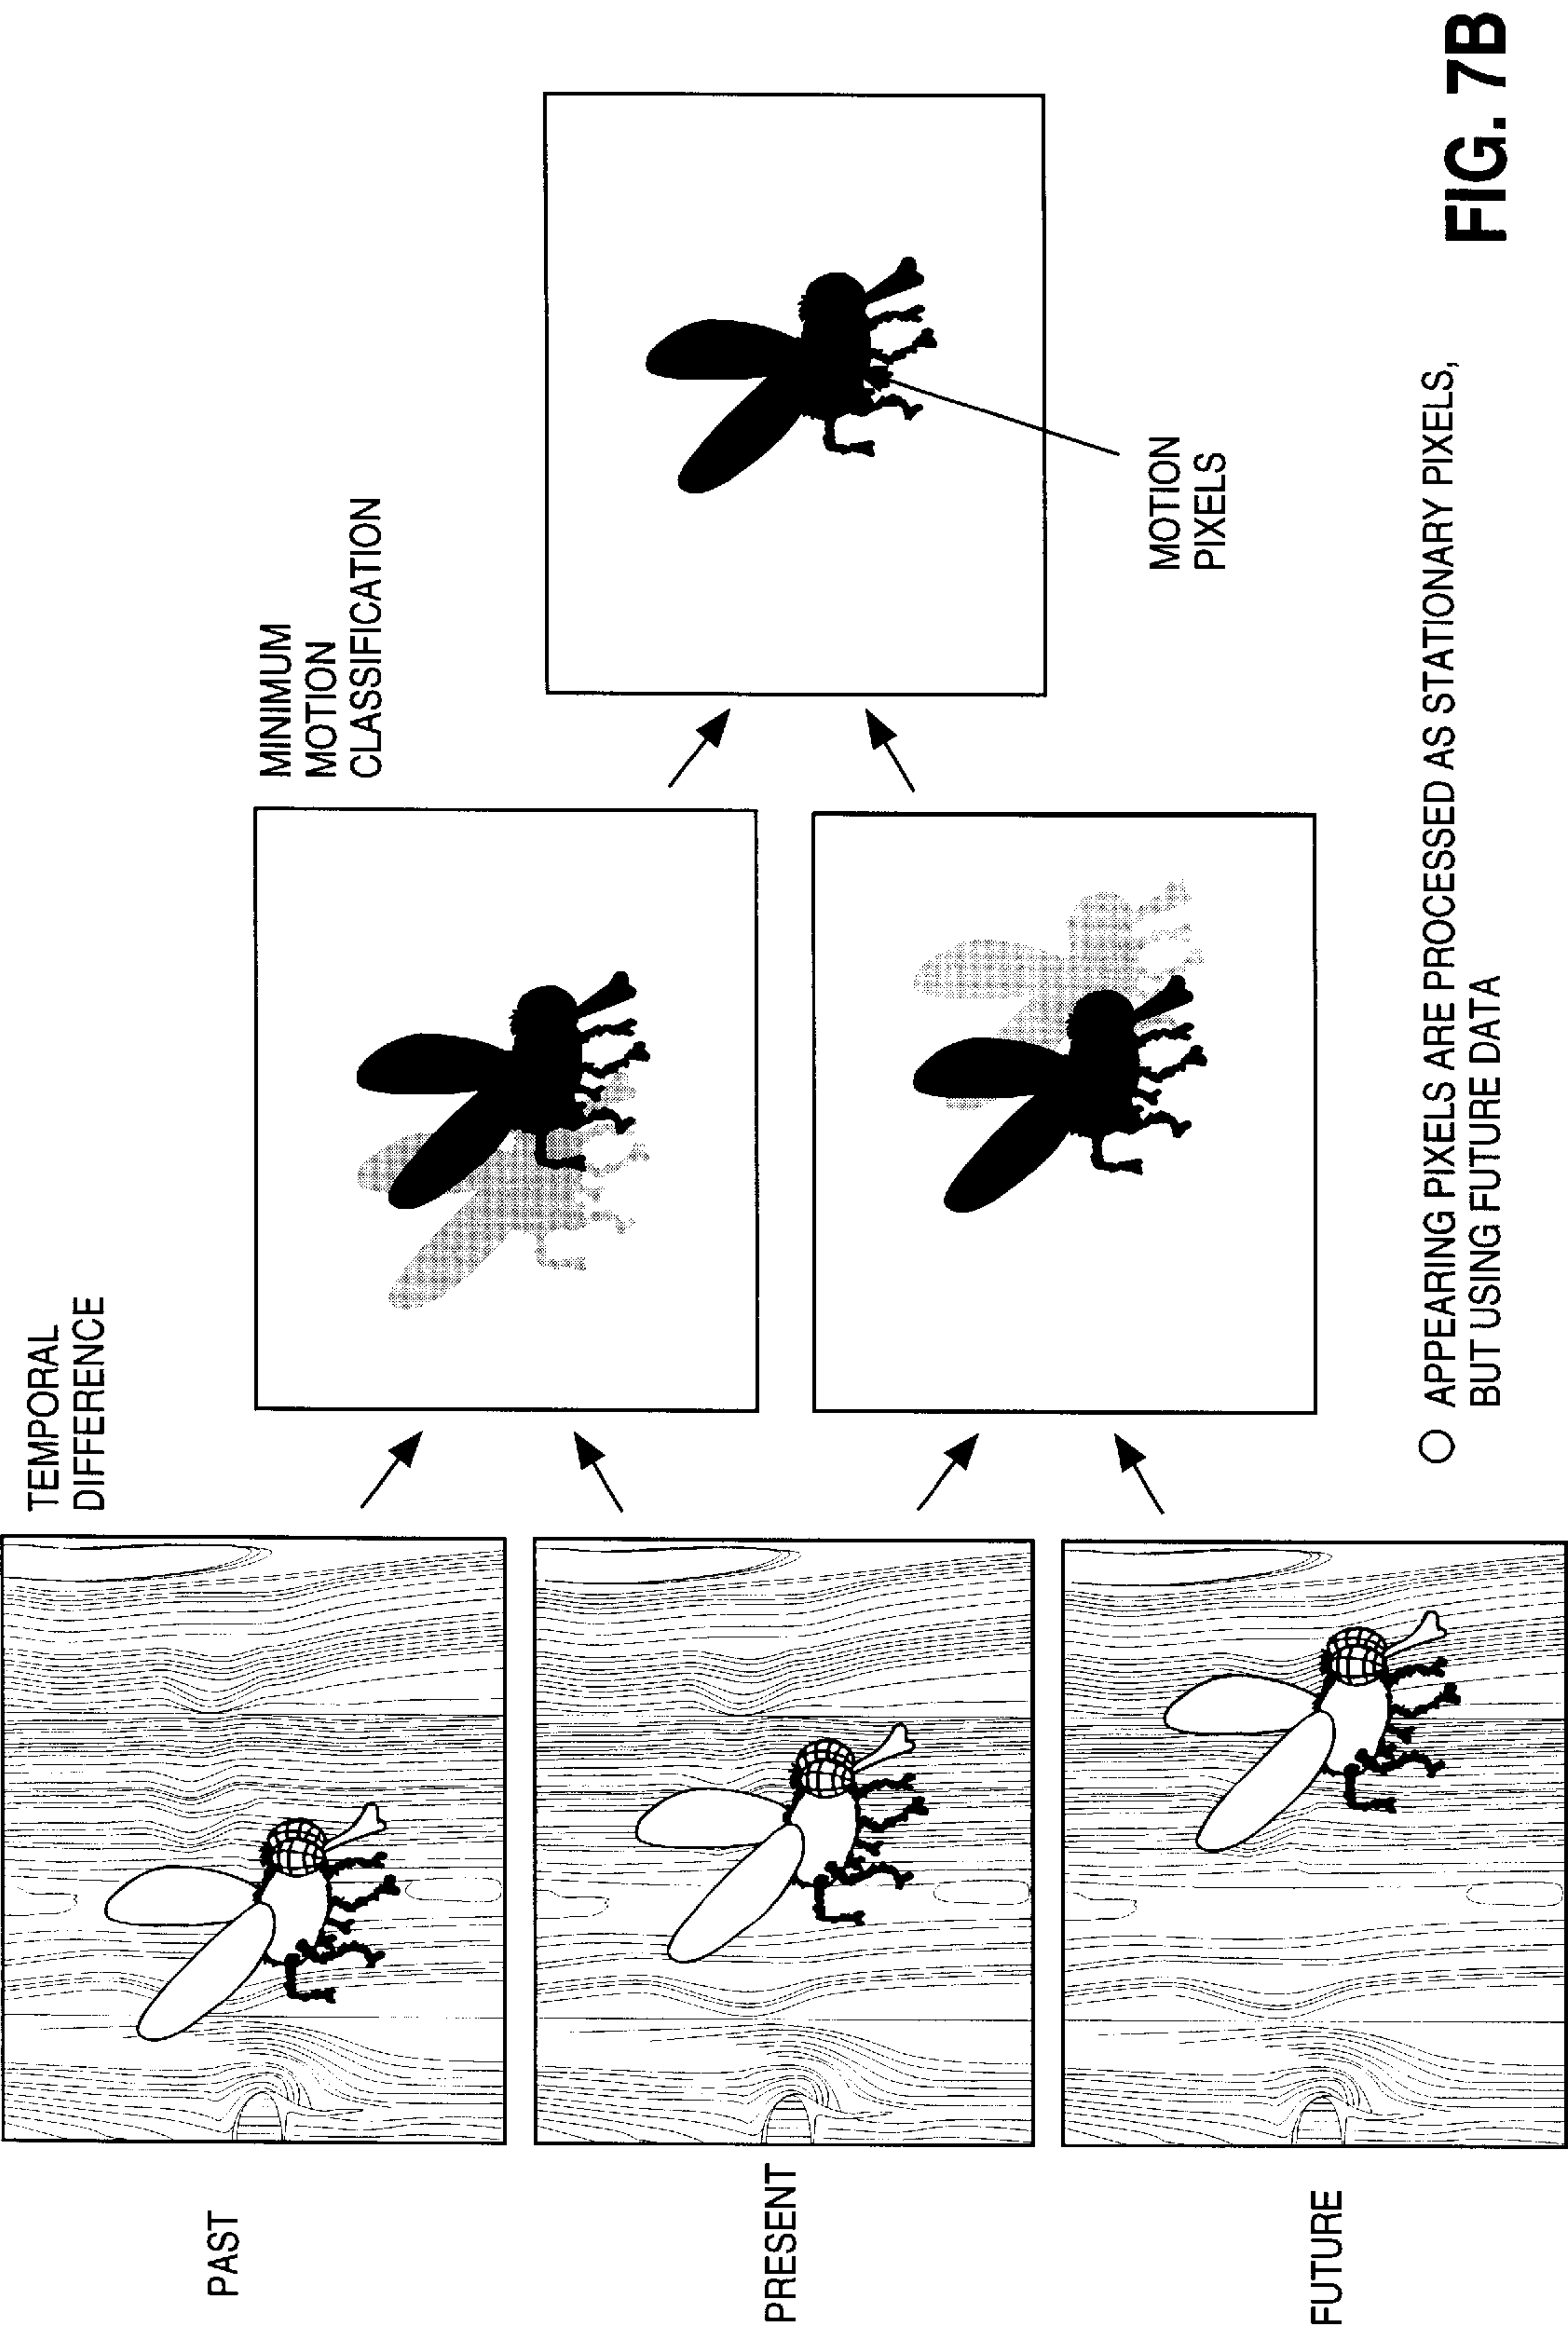 TEMPORAL
DIFFERENCE
MINIMUM
MOTION
CLASSIFICATION
PAST
PRESENT
FUTURE
MOTION
PIXELS
○ APPEARING PIXELS ARE PROCESSED AS STATIONARY PIXELS,
BUT USING FUTURE DATA
FIG. 7B